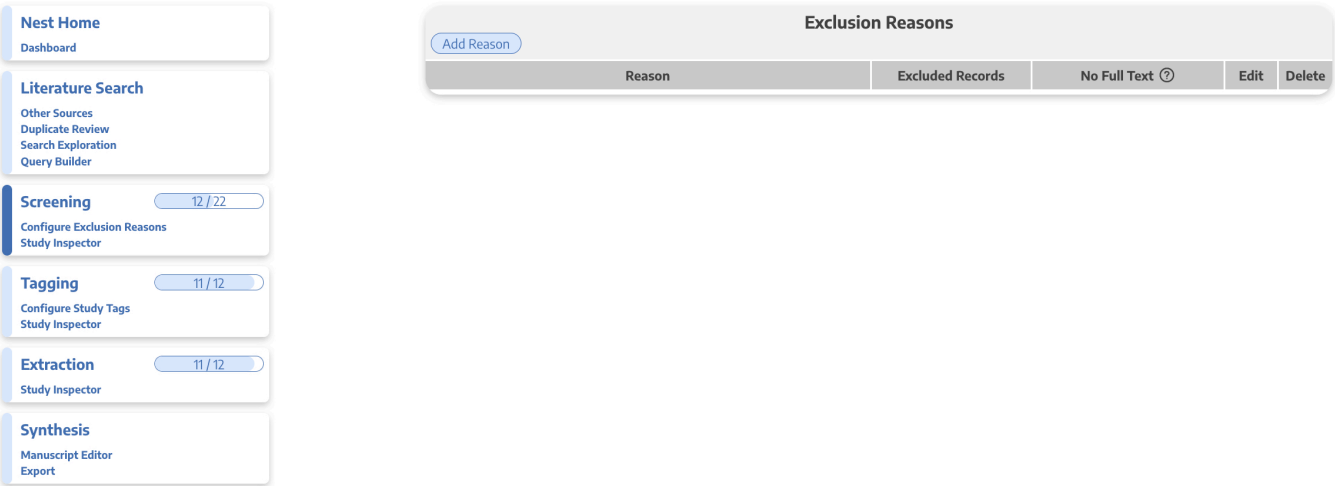 Nest Home
Dashboard
Literature Search
Other Sources
Duplicate Review
Search Exploration
Query Builder
Screening 12 / 22
Configure Exclusion Reasons
Study Inspector
Tagging 11 / 12
Configure Study Tags
Study Inspector
Extraction 11 / 12
Study Inspector
Synthesis
Manuscript Editor
Export
Exclusion Reasons
Add Reason
Reason Excluded Records No Full Text ? Edit Delete